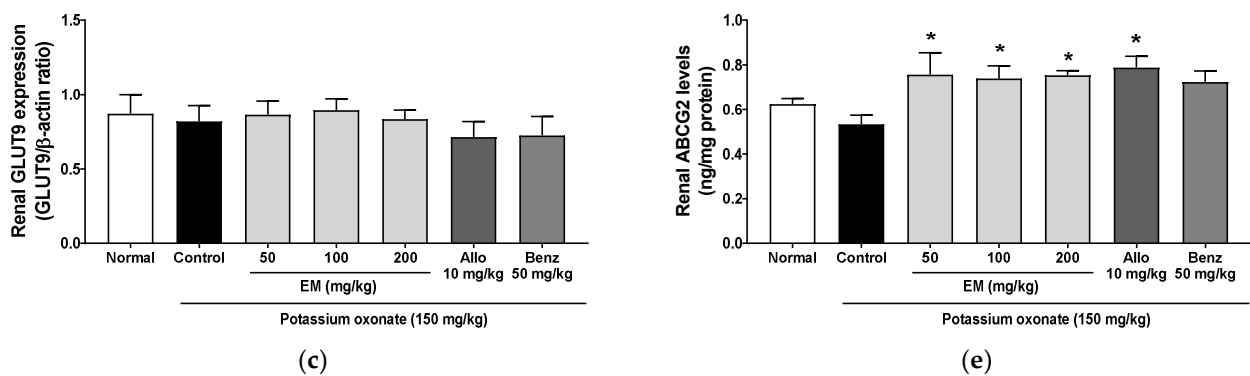 Renal GLUT9 expression
(GLUT9/β-actin ratio)
1.5
1.0
0.5
0.0
Normal Control 50 100 200 Allo Benz
10 mg/kg 50 mg/kg
EM (mg/kg)
Potassium oxonate (150 mg/kg)
(c)
Renal ABCG2 levels
(ng/mg protein)
1.0
0.8
0.6
0.4
0.2
0.0
* * * *
Normal Control 50 100 200 Allo Benz
10 mg/kg 50 mg/kg
EM (mg/kg)
Potassium oxonate (150 mg/kg)
(e)